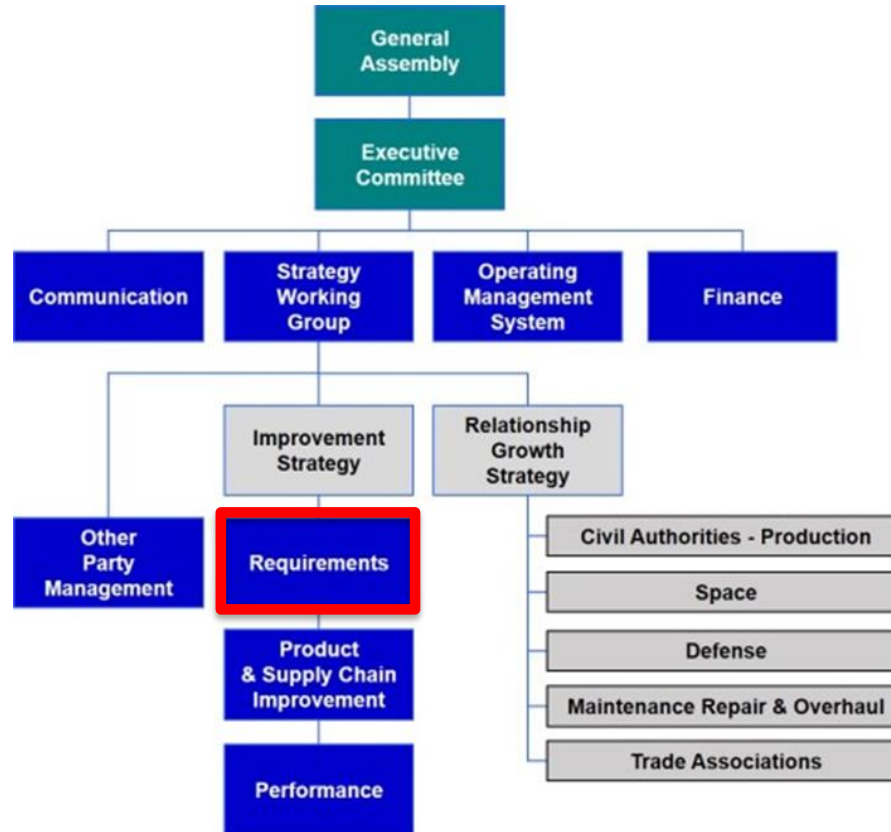 General
Assembly
Executive
Committee
Communication
Strategy
Working
Group
Operating
Management
System
Finance
Improvement
Strategy
Relationship
Growth
Strategy
Other
Party
Management
Requirements
Product
& Supply Chain
Improvement
Performance
Civil Authorities - Production
Space
Defense
Maintenance Repair & Overhaul
Trade Associations